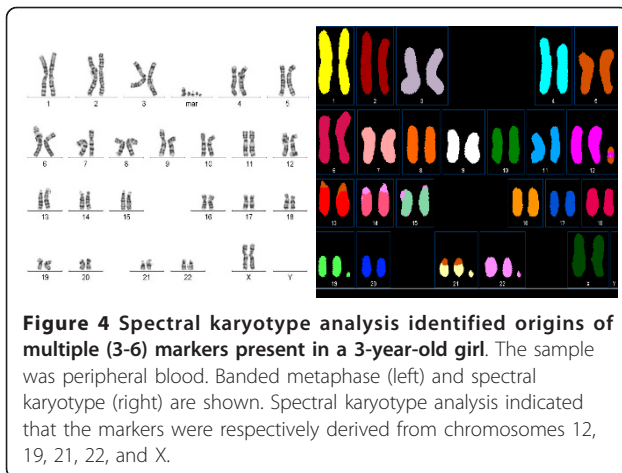 1 2 3 mar 4 5
6 7 8 9 10 11 12
13 14 15 16 17 18
19 20 21 22 X Y
1 2 3 4
6 7 8 9 10 11 12
13 14 15 16 17 18
19 20 21 22 X Y
Figure 4 Spectral karyotype analysis identified origins of
multiple (3-6) markers present in a 3-year-old girl. The sample
was peripheral blood. Banded metaphase (left) and spectral
karyotype (right) are shown. Spectral karyotype analysis indicated
that the markers were respectively derived from chromosomes 12,
19, 21, 22, and X.